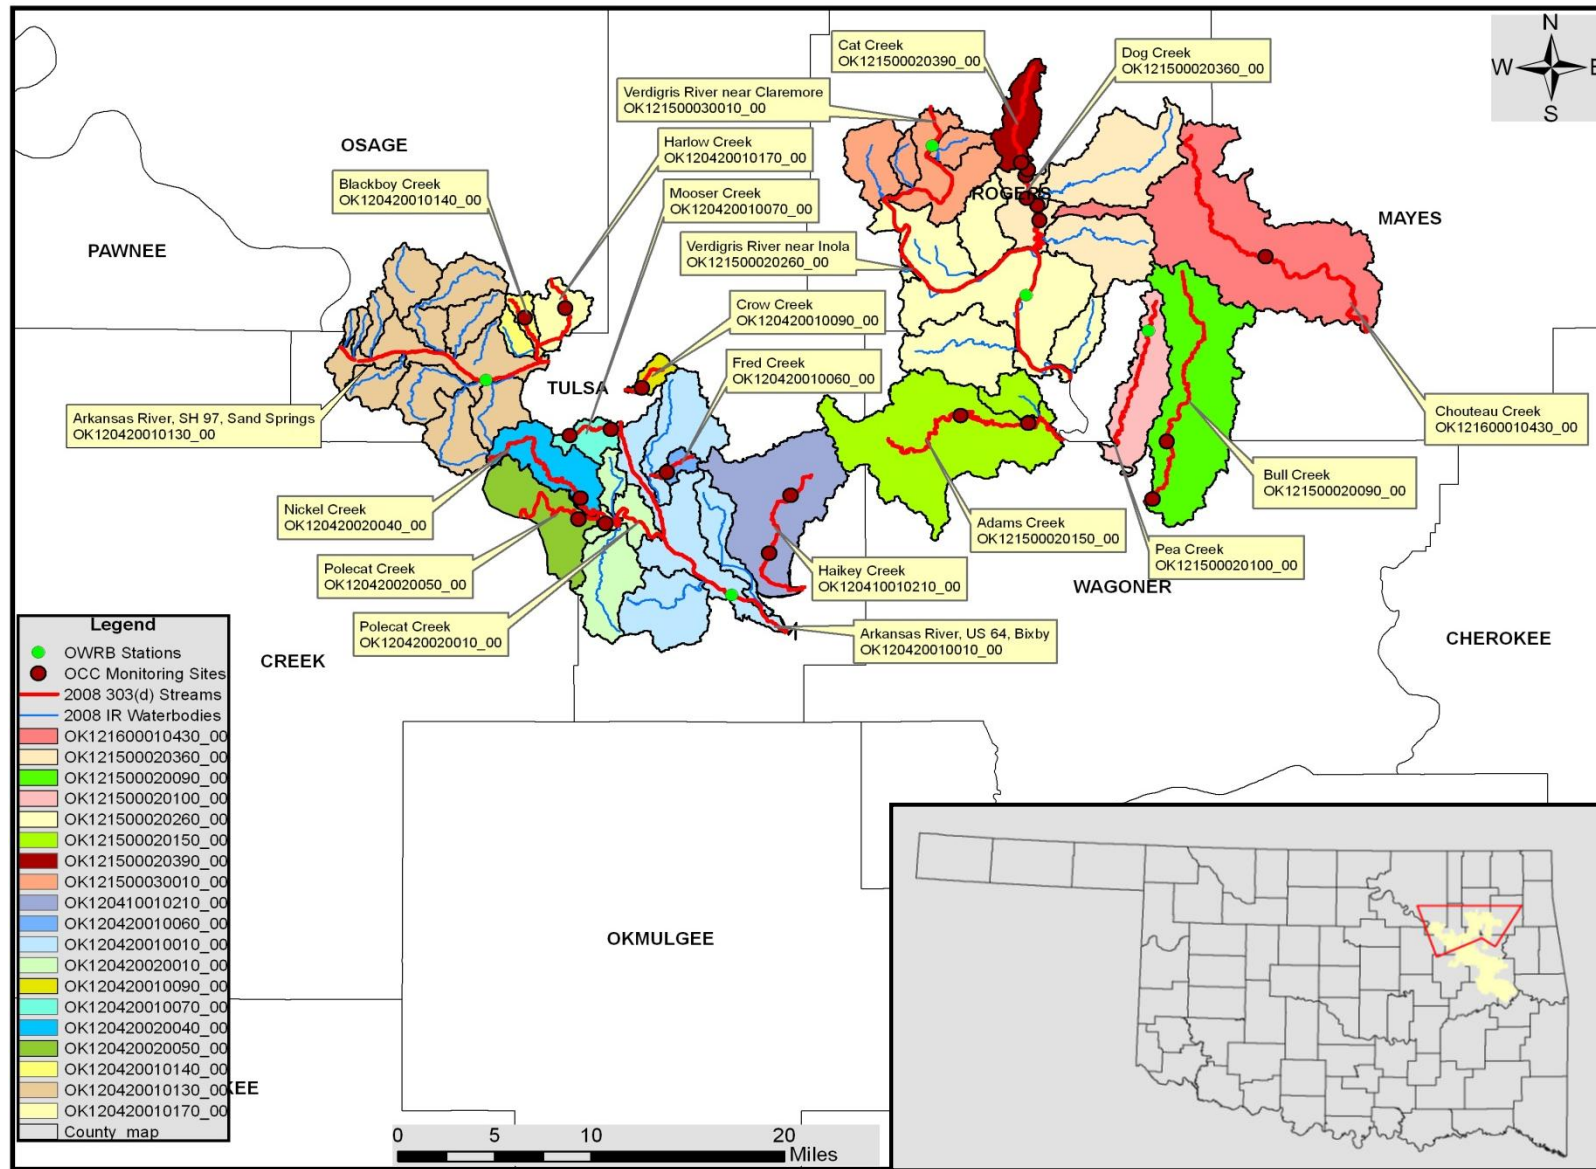 N
W
E
S
Cat Creek
OK121500020390_00
Dog Creek
OK121500020360_00
Verdigris River near Claremore
OK121500030010_00
OSAGE
Harlow Creek
OK120420010170_00
Blackboy Creek
OK120420010140_00
Mooser Creek
OK120420010070_00
ROGERS
MAYES
PAWNEE
Verdigris River near Inola
OK121500020260_00
Crow Creek
OK120420010090_00
Fred Creek
OK120420010060_00
TULSA
Arkansas River, SH 97, Sand Springs
OK120420010130_00
Chouteau Creek
OK121600010430_00
Bull Creek
OK121500020090_00
Nickel Creek
OK120420020040_00
Adams Creek
OK121500020150_00
Pea Creek
OK121500020100_00
Polecat Creek
OK120420020050_00
Haikey Creek
OK120410010210_00
WAGONER
Polecat Creek
OK120420020010_00
Arkansas River, US 64, Bixby
OK120420010010_00
CHEROKEE
CREEK
Legend
OWRB Stations
OCC Monitoring Sites
2008 303(d) Streams
2008 IR Waterbodies
OK121600010430_00
OK121500020360_00
OK121500020090_00
OK121500020100_00
OK121500020260_00
OK121500020150_00
OK121500020390_00
OK121500030010_00
OK120410010210_00
OK120420010060_00
OK120420010010_00
OK120420020010_00
OK120420010090_00
OK120420010070_00
OK120420020040_00
OK120420020050_00
OK120420010140_00
OK120420010130_00
OK120420010170_00
County map
KEE
OKMULGEE
0 5 10 20
Miles